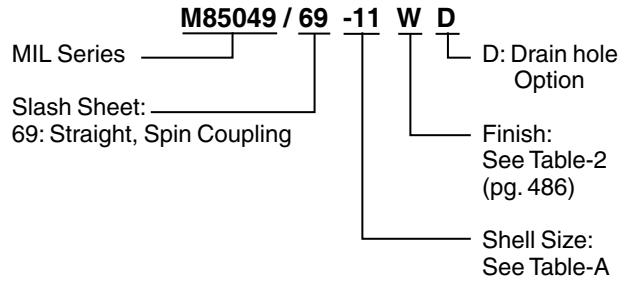 M85049 / 69 -11 W D
MIL Series
D: Drain hole
Option
Slash Sheet:
69: Straight, Spin Coupling
Finish:
See Table-2
(pg. 486)
Shell Size:
See Table-A